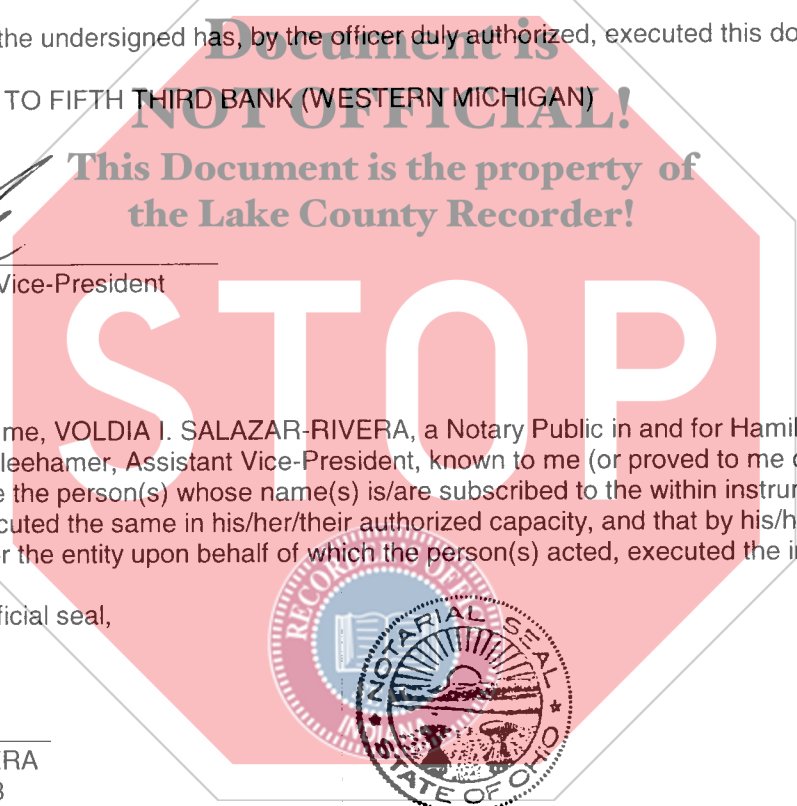 Document is
the undersigned has, by the officer duly authorized, executed this do
TO FIFTH THIRD BANK (WESTERN MICHIGAN)
NOT OFFICIAL!
This Document is the property of
the Lake County Recorder!
Vice-President
STOP
me, VOLDIA I. SALAZAR-RIVERA, a Notary Public in and for Hamil
leehamer, Assistant Vice-President, known to me (or proved to me
e the person(s) whose name(s) is/are subscribed to the within instru
cuted the same in his/her/their authorized capacity, and that by his/h
r the entity upon behalf of which the person(s) acted, executed the i
ficial seal,
RECORDER OFFICE
INDIANA
NOTARIAL SEAL
STATE OF OHIO
ERA